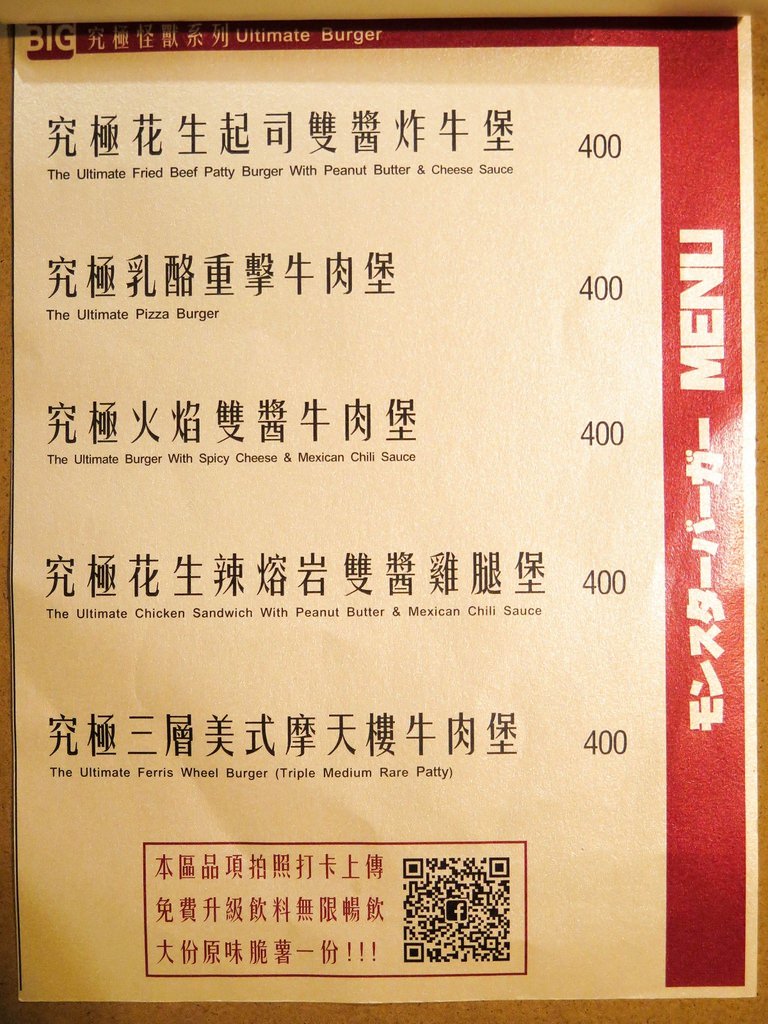 BIG 究極怪獸系列 Ultimate Burger
究極花生起司雙醬炸牛堡 400
The Ultimate Fried Beef Patty Burger With Peanut Butter & Cheese Sauce
究極乳酪重擊牛肉堡 400
The Ultimate Pizza Burger
究極火焰雙醬牛肉堡 400
The Ultimate Burger With Spicy Cheese & Mexican Chili Sauce
究極花生辣熔岩雙醬雞腿堡 400
The Ultimate Chicken Sandwich With Peanut Butter & Mexican Chili Sauce
究極三層美式摩天樓牛肉堡 400
The Ultimate Ferris Wheel Burger (Triple Medium Rare Patty)
本區品項拍照打卡上傳
免費升級飲料無限暢飲
大份原味脆薯一份!!!
モンスターバーガー MENU